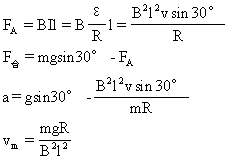 F_A = BIl = B ε/R l = B²l²v sin 30°/R
F合 = mgsin30° - F_A
a = gsin30° - B²l²v sin 30°/mR
v_m = mgR/B²l²